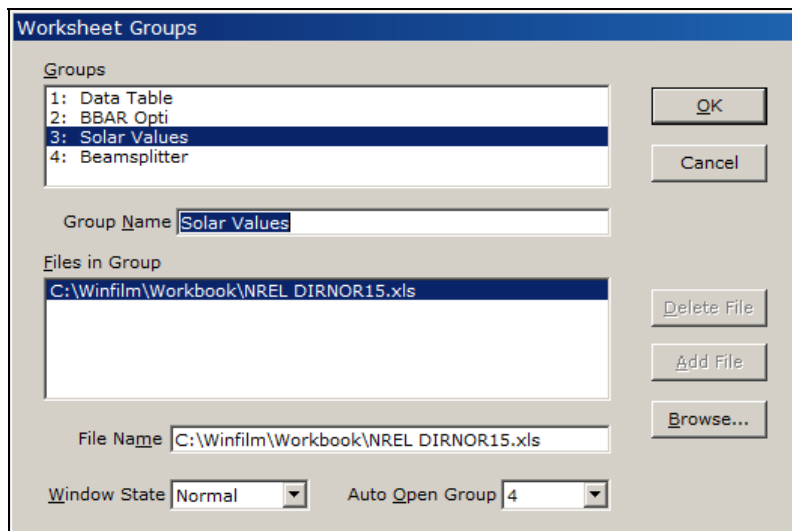 Worksheet Groups
Groups
1: Data Table
2: BBAR Opti
3: Solar Values
4: Beamsplitter
OK
Cancel
Group Name Solar Values
Files in Group
C:\Winfilm\Workbook\NREL DIRNOR15.xls
Delete File
Add File
Browse...
File Name C:\Winfilm\Workbook\NREL DIRNOR15.xls
Window State Normal Auto Open Group 4